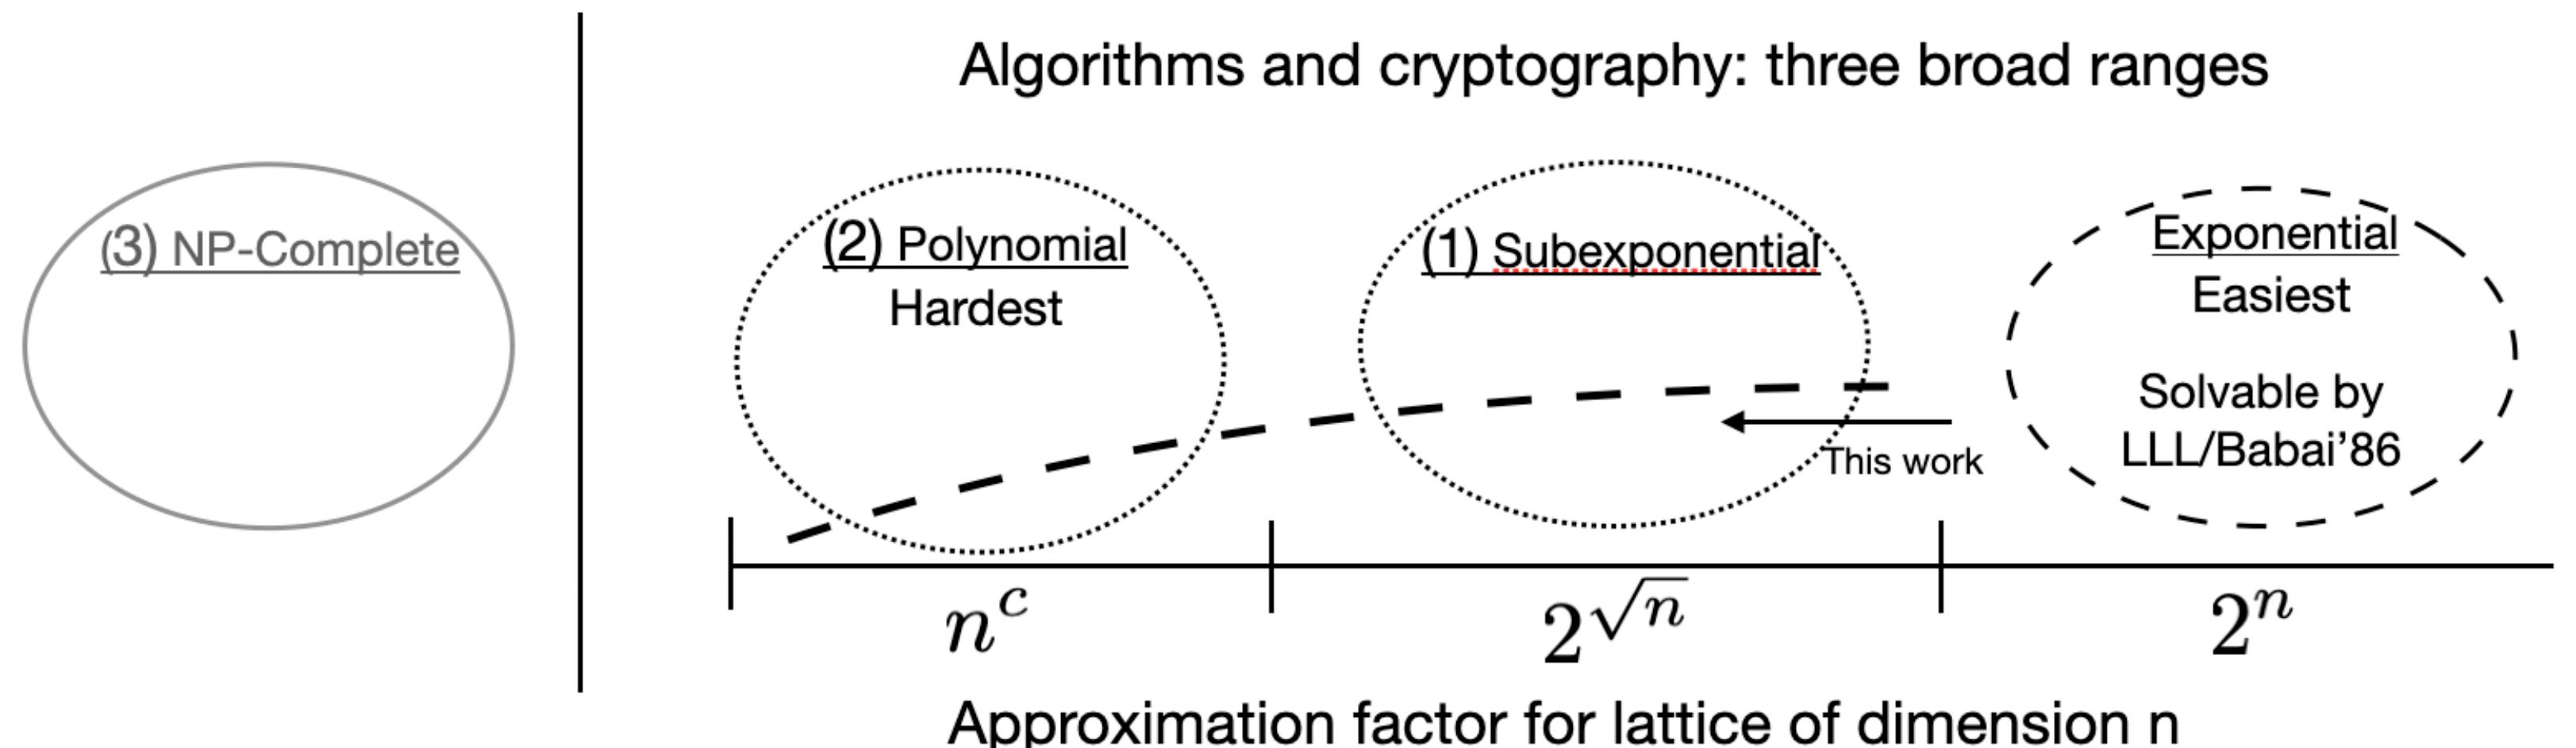 Algorithms and cryptography: three broad ranges
(3) NP-Complete
(2) Polynomial
Hardest
(1) Subexponential
Exponential
Easiest
Solvable by
LLL/Babai'86
This work
n^c
2^{\sqrt{n}}
2^n
Approximation factor for lattice of dimension n